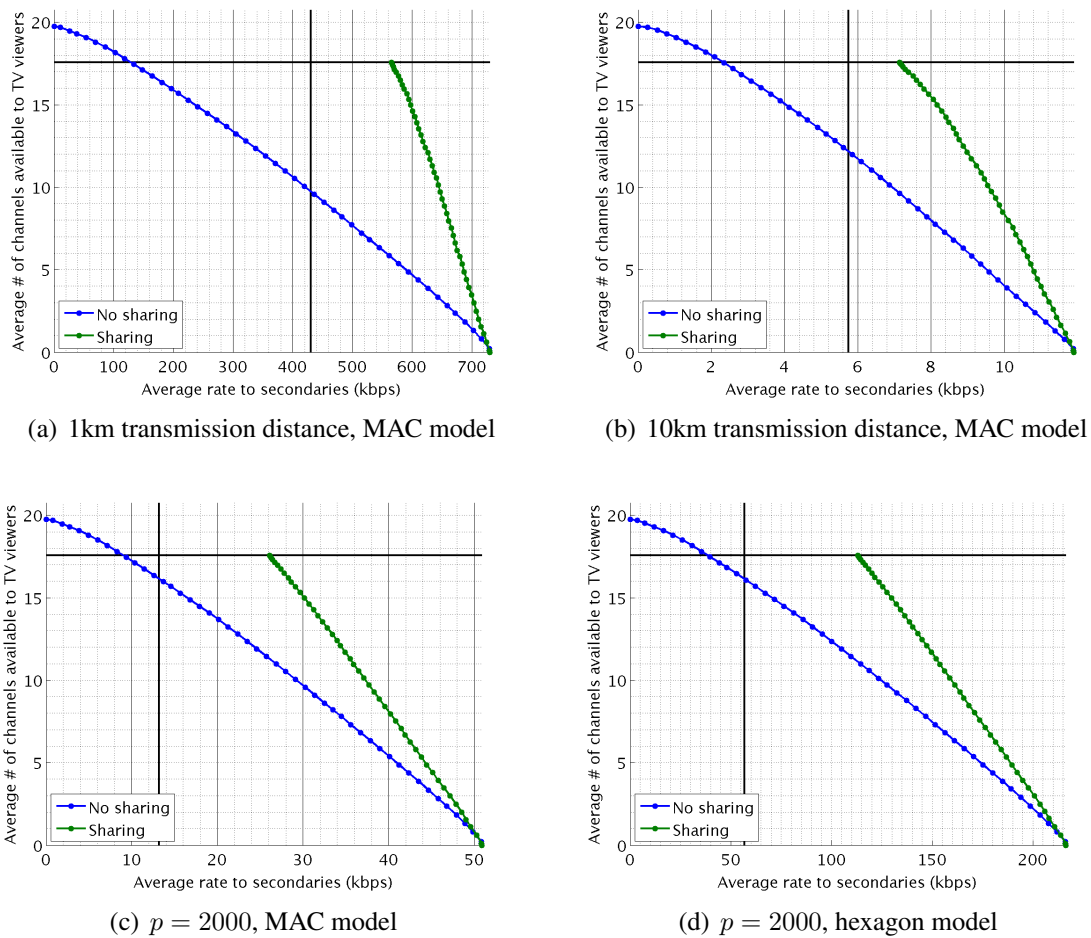 Average # of channels available to TV viewers
20
15
10
5
0
No sharing
Sharing
0 100 200 300 400 500 600 700
Average rate to secondaries (kbps)
(a) 1km transmission distance, MAC model
Average # of channels available to TV viewers
20
15
10
5
0
No sharing
Sharing
0 2 4 6 8 10
Average rate to secondaries (kbps)
(b) 10km transmission distance, MAC model
Average # of channels available to TV viewers
20
15
10
5
0
No sharing
Sharing
0 10 20 30 40 50
Average rate to secondaries (kbps)
(c) p = 2000, MAC model
Average # of channels available to TV viewers
20
15
10
5
0
No sharing
Sharing
0 50 100 150 200
Average rate to secondaries (kbps)
(d) p = 2000, hexagon model